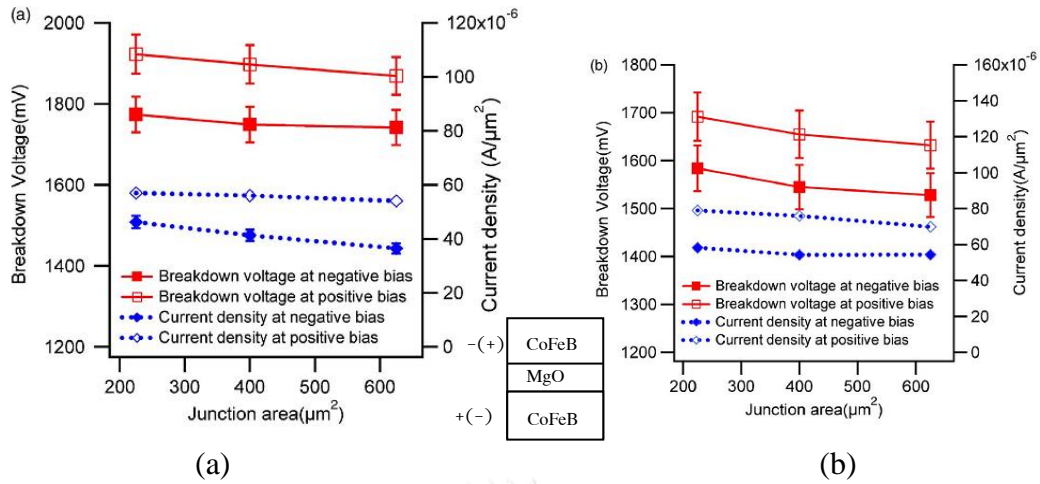 (a)
2000
1800
1600
1400
1200
Breakdown Voltage(mV)
120x10-6
100
80
60
40
20
0
Current density (A/μm2)
Breakdown voltage at negative bias
Breakdown voltage at positive bias
Current density at negative bias
Current density at positive bias
200 300 400 500 600
Junction area(μm2)
-(+) CoFeB
MgO
+(-) CoFeB
(b)
1800
1700
1600
1500
1400
1300
1200
Breakdown Voltage(mV)
160x10-6
140
120
100
80
60
40
20
0
Current density(A/μm2)
Breakdown voltage at negative bias
Breakdown voltage at positive bias
Current density at negative bias
Current density at positive bias
200 300 400 500 600
Junction area(μm2)
(a) (b)